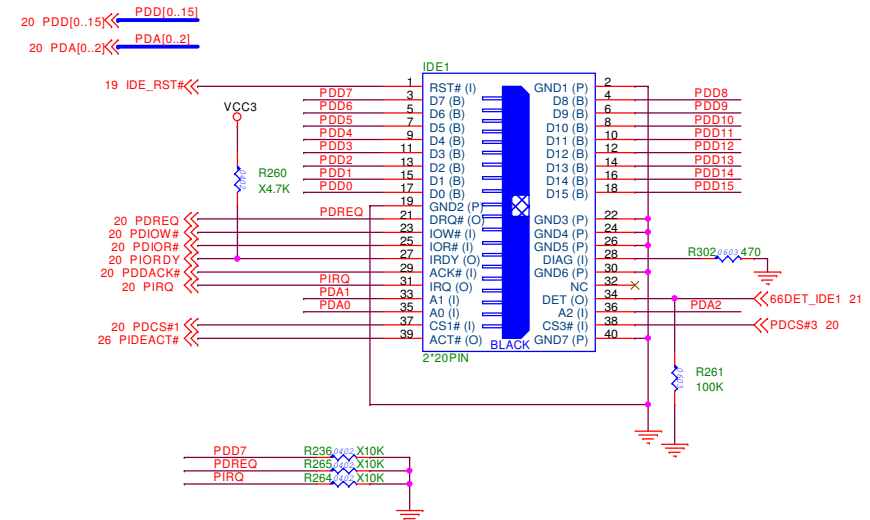 20 PDD[0..15] PDD[0..15]
20 PDA[0..2] PDA[0..2]
IDE1
19 IDE_RST# 1 RST# (I) GND1 (P) 2
PDD7 3 D7 (B) D8 (B) 4 PDD8
PDD6 5 D6 (B) D9 (B) 6 PDD9
VCC3
PDD5 7 D5 (B) D10 (B) 8 PDD10
PDD4 9 D4 (B) D11 (B) 10 PDD11
PDD3 11 D3 (B) D12 (B) 12 PDD12
PDD2 13 D2 (B) D13 (B) 14 PDD13
0402 R260
PDD1 15 D1 (B) D14 (B) 16 PDD14
X4.7K
PDD0 17 D0 (B) D15 (B) 18 PDD15
19 GND2 (P)
20 PDREQ PDREQ 21 DRQ# (O) GND3 (P) 22
20 PDIOW# 23 IOW# (I) GND4 (P) 24
20 PDIOR# 25 IOR# (I) GND5 (P) 26
20 PIORDY 27 IRDY (O) DIAG (I) 28 R302 0603 470
20 PDDACK# 29 ACK# (I) GND6 (P) 30
20 PIRQ PIRQ 31 IRQ (O) NC 32
PDA1 33 A1 (I) DET (O) 34 66DET_IDE1 21
PDA0 35 A0 (I) A2 (I) 36 PDA2
20 PDCS#1 37 CS1# (I) CS3# (I) 38 PDCS#3 20
26 PIDEACT# 39 ACT# (O) GND7 (P) 40
BLACK
2*20PIN
0603 R261
100K
PDD7 R236 0402 X10K
PDREQ R265 0402 X10K
PIRQ R264 0402 X10K